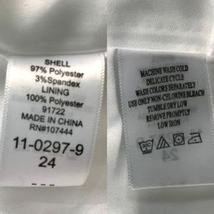 SHELL
97% Polyester
3%Spandex
LINING
100% Polyester
91722
MADE IN CHINA
RN#107444
11-0297-9
24
MACHINE WASH COLD
DELICATE CYCLE
WASH COLORS SEPARATELY
USE ONLY NON-CHLORINE BLEACH
TUMBLE DRY LOW
REMOVE PROMPTLY
LOW IRON
24